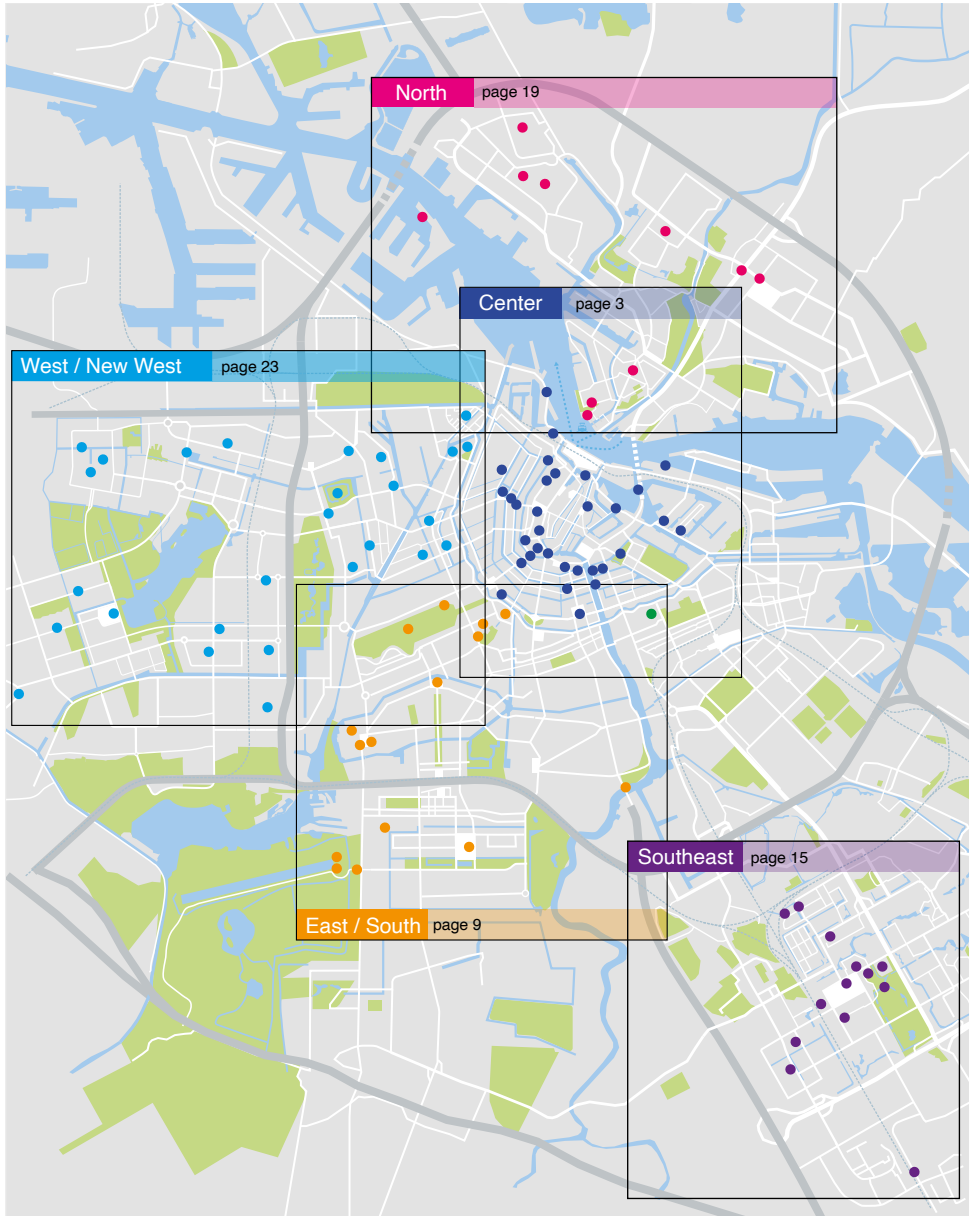 North page 19
Center page 3
West / New West page 23
Southeast page 15
East / South page 9